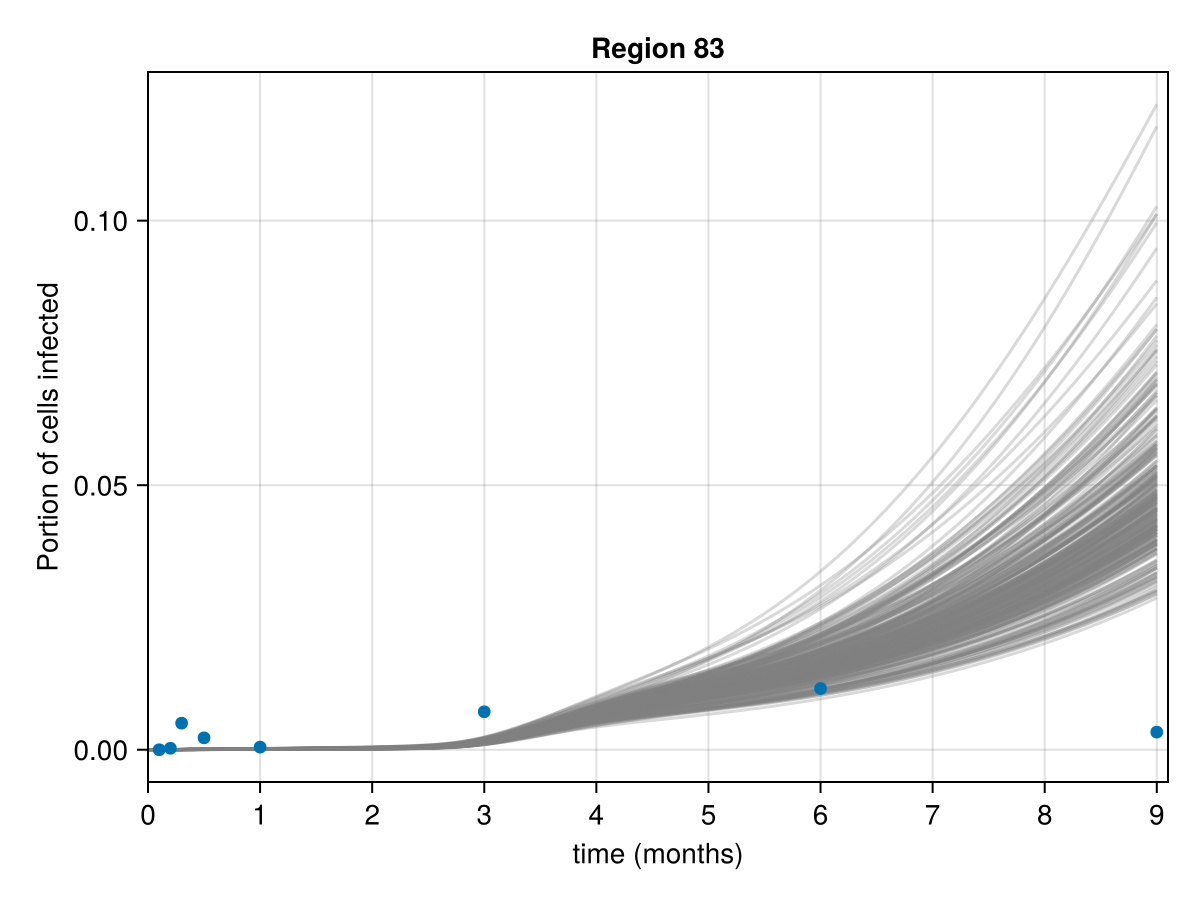 Region 83
Portion of cells infected
0.10
0.05
0.00
0 1 2 3 4 5 6 7 8 9
time (months)